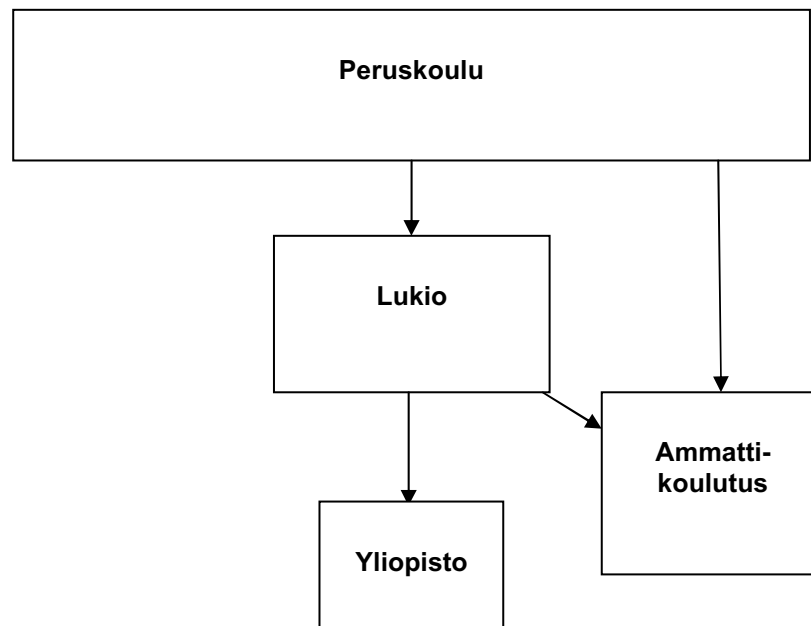 Peruskoulu
Lukio
Ammatti-
koulutus
Yliopisto